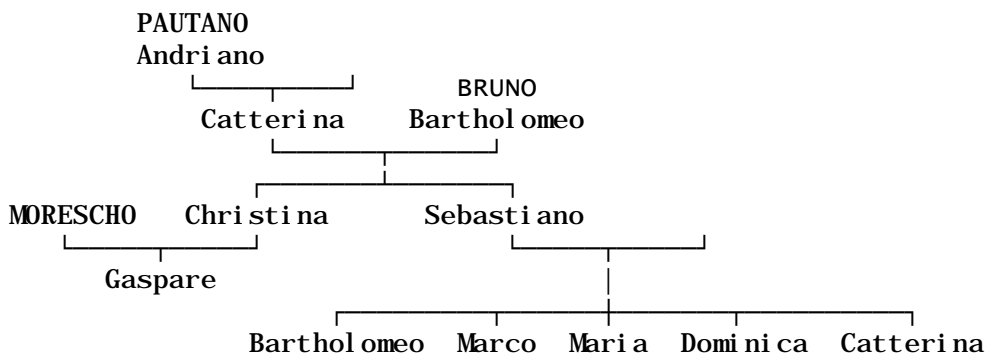 PAUTANO
Andriano
BRUNO
Catterina Bartholomeo
MORESCHO Christina Sebastiano
Gaspare
Bartholomeo Marco Maria Dominica Catterina